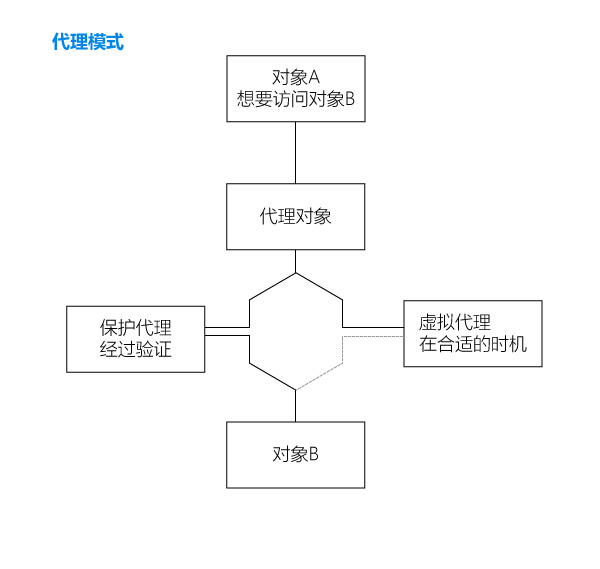 代理模式
对象A
想要访问对象B
代理对象
保护代理
经过验证
虚拟代理
在合适的时机
对象B